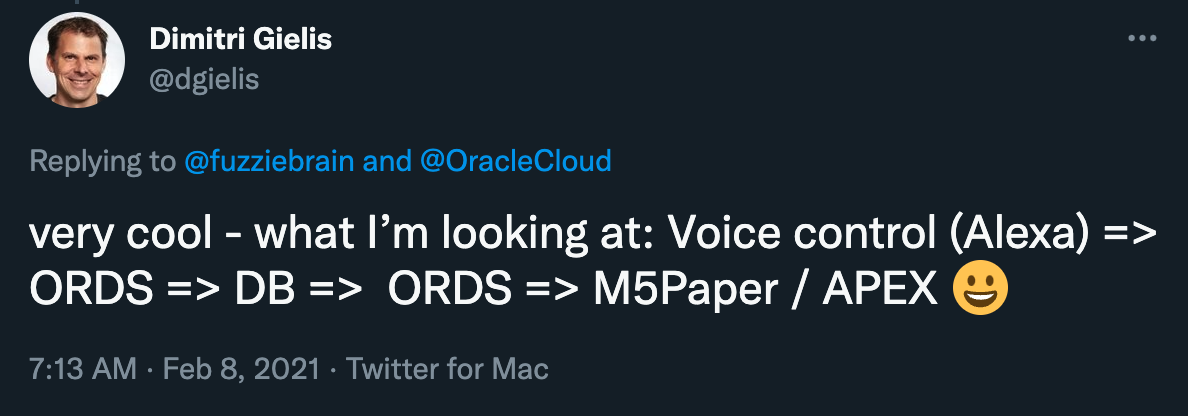 Dimitri Gielis
@dgielis
Replying to @fuzziebrain and @OracleCloud
very cool - what I’m looking at: Voice control (Alexa) =>
ORDS => DB =>  ORDS => M5Paper / APEX 😀
7:13 AM · Feb 8, 2021 · Twitter for Mac